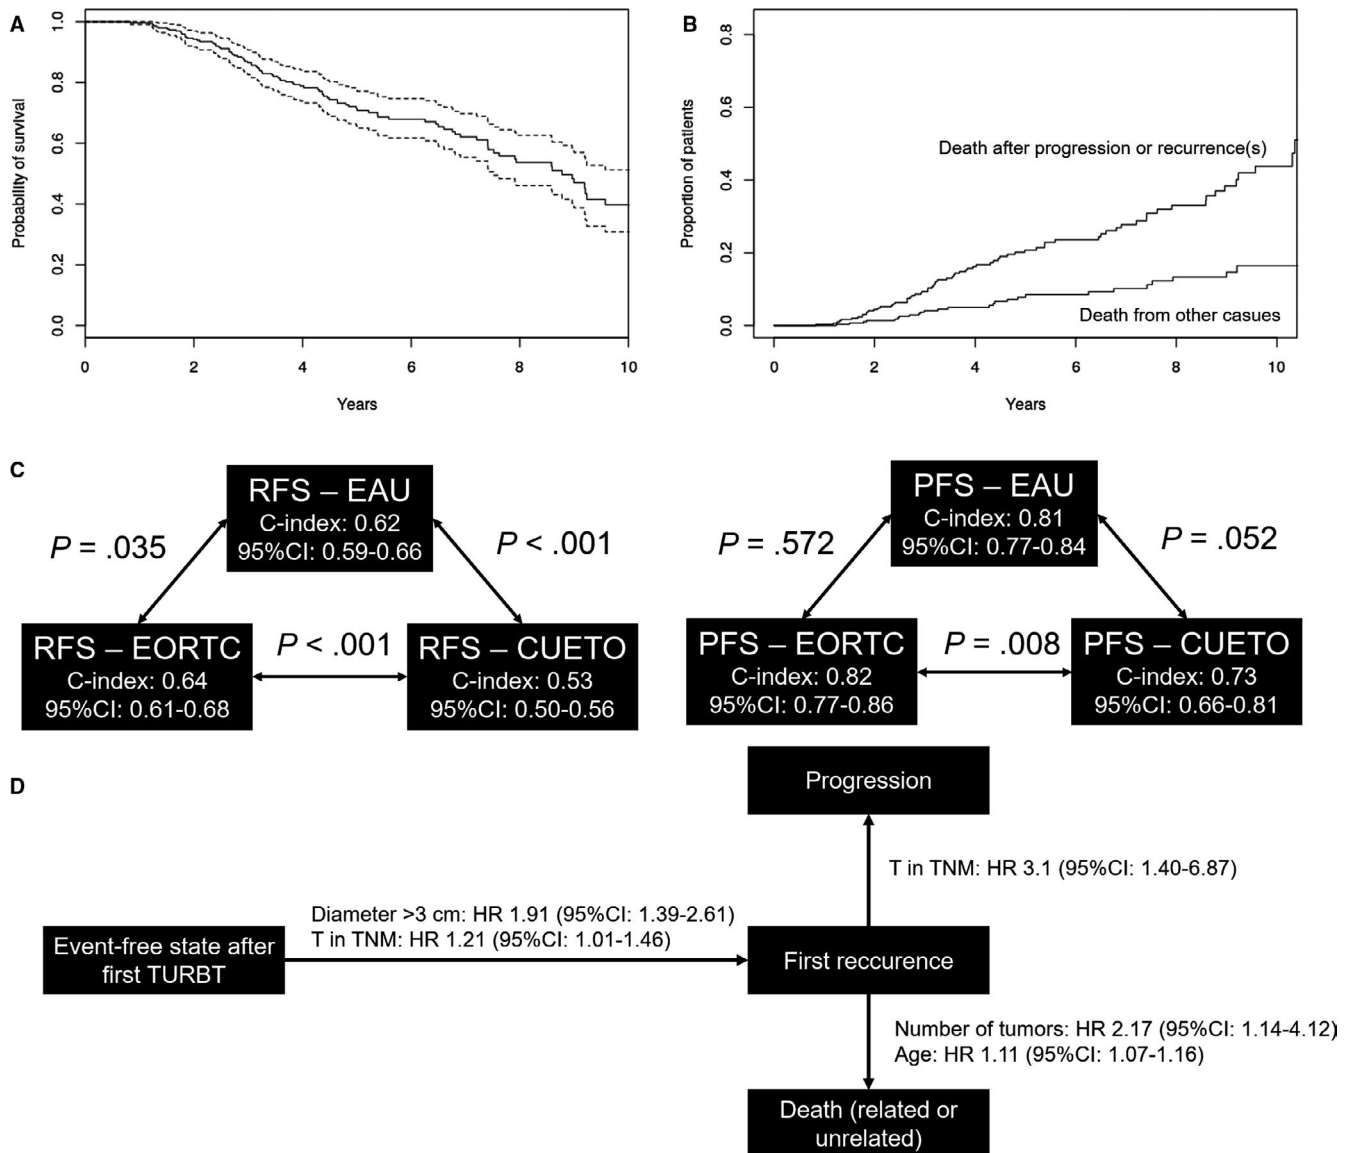 A
Probability of survival
1.0
0.8
0.6
0.4
0.2
0.0
0
2
4
6
8
10
Years
B
Proportion of patients
0.8
0.6
0.4
0.2
0.0
Death after progression or recurrence(s)
Death from other casues
0
2
4
6
8
10
Years
C
RFS – EAU
C-index: 0.62
95%CI: 0.59-0.66
P = .035
P < .001
RFS – EORTC
C-index: 0.64
95%CI: 0.61-0.68
P < .001
RFS – CUETO
C-index: 0.53
95%CI: 0.50-0.56
PFS – EAU
C-index: 0.81
95%CI: 0.77-0.84
P = .572
P = .052
PFS – EORTC
C-index: 0.82
95%CI: 0.77-0.86
P = .008
PFS – CUETO
C-index: 0.73
95%CI: 0.66-0.81
D
Progression
T in TNM: HR 3.1 (95%CI: 1.40-6.87)
Diameter >3 cm: HR 1.91 (95%CI: 1.39-2.61)
T in TNM: HR 1.21 (95%CI: 1.01-1.46)
Event-free state after
first TURBT
First reccurence
Number of tumors: HR 2.17 (95%CI: 1.14-4.12)
Age: HR 1.11 (95%CI: 1.07-1.16)
Death (related or
unrelated)